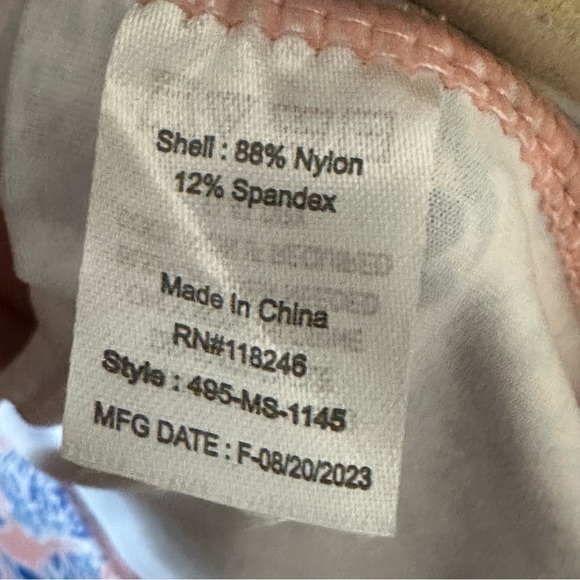 Shell : 88% Nylon
12% Spandex
Made In China
RN#118246
Style : 495-MS-1145
MFG DATE : F-08/20/2023